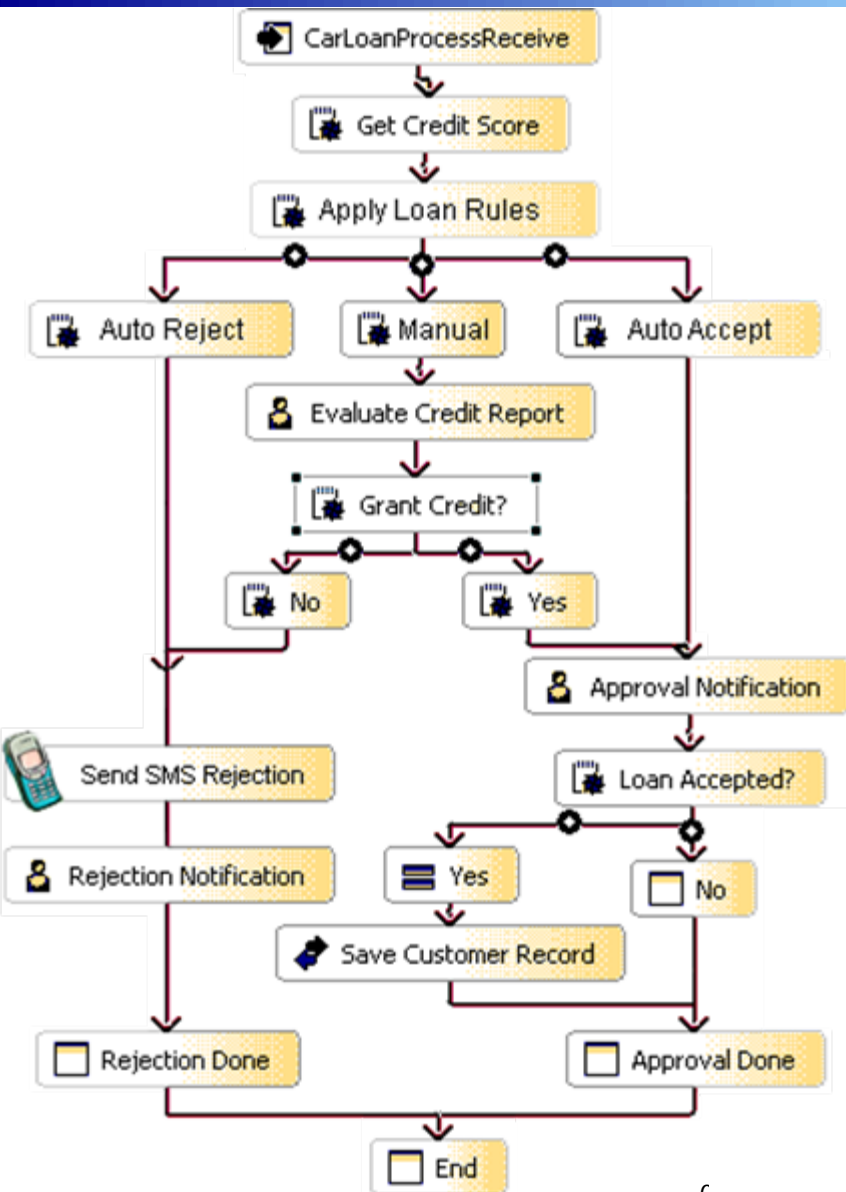 CarLoanProcessReceive
Get Credit Score
Apply Loan Rules
Auto Reject
Manual
Auto Accept
Evaluate Credit Report
Grant Credit?
No
Yes
Approval Notification
Send SMS Rejection
Loan Accepted?
Rejection Notification
Yes
No
Save Customer Record
Rejection Done
Approval Done
End